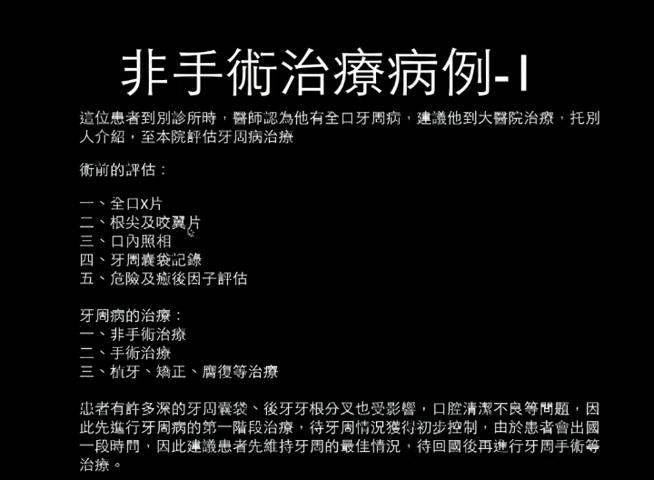 非手術治療病例-1
這位患者到別診所時，醫師認為他有全口牙周病，建議他到大醫院治療，托別
人介紹，至本院評估牙周病治療
術前的評估：
一、全口x片
二、根尖及咬翼片
三、口內照相
四、牙周囊袋記錄
五、危險及癒後因子評估
牙周病的治療：
一、非手術治療
二、手術治療
三、植牙、矯正、贋復等治療
患者有許多深的牙周囊袋、後牙牙根分叉也受影響，口腔清潔不良等問題，因
此先進行牙周病的第一階段治療，待牙周情況獲得初步控制，由於患者會出國
一段時間，因此建議患者先維持牙周的最佳情況，待回國後再進行牙周手術等
治療。